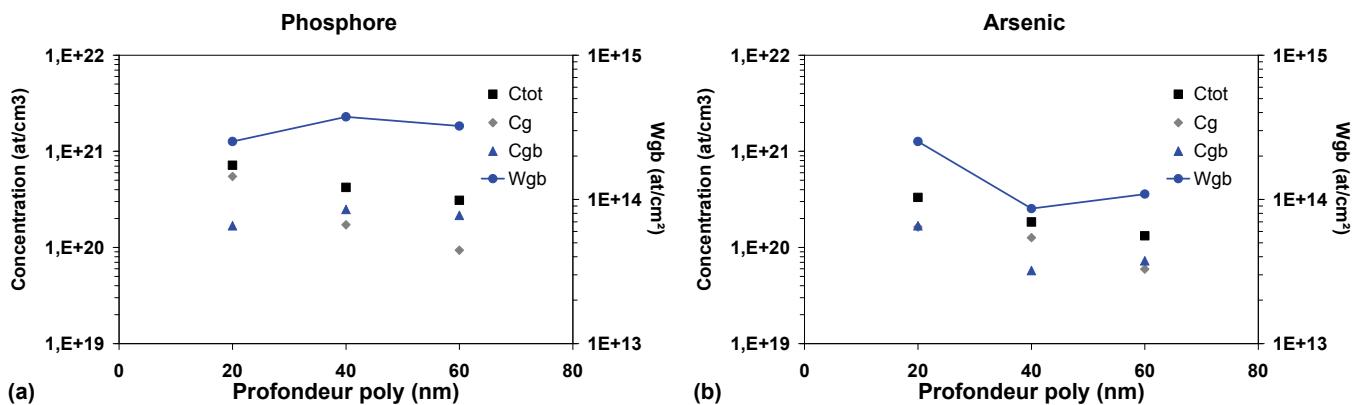 Phosphore
1,E+22
1,E+21
1,E+20
1,E+19
Concentration (at/cm3)
1E+15
1E+14
1E+13
Wgb (at/cm²)
Ctot
Cg
Cgb
Wgb
0 20 40 60 80
(a) Profondeur poly (nm)
Arsenic
1,E+22
1,E+21
1,E+20
1,E+19
Concentration (at/cm3)
1E+15
1E+14
1E+13
Wgb (at/cm²)
Ctot
Cg
Cgb
Wgb
0 20 40 60 80
(b) Profondeur poly (nm)